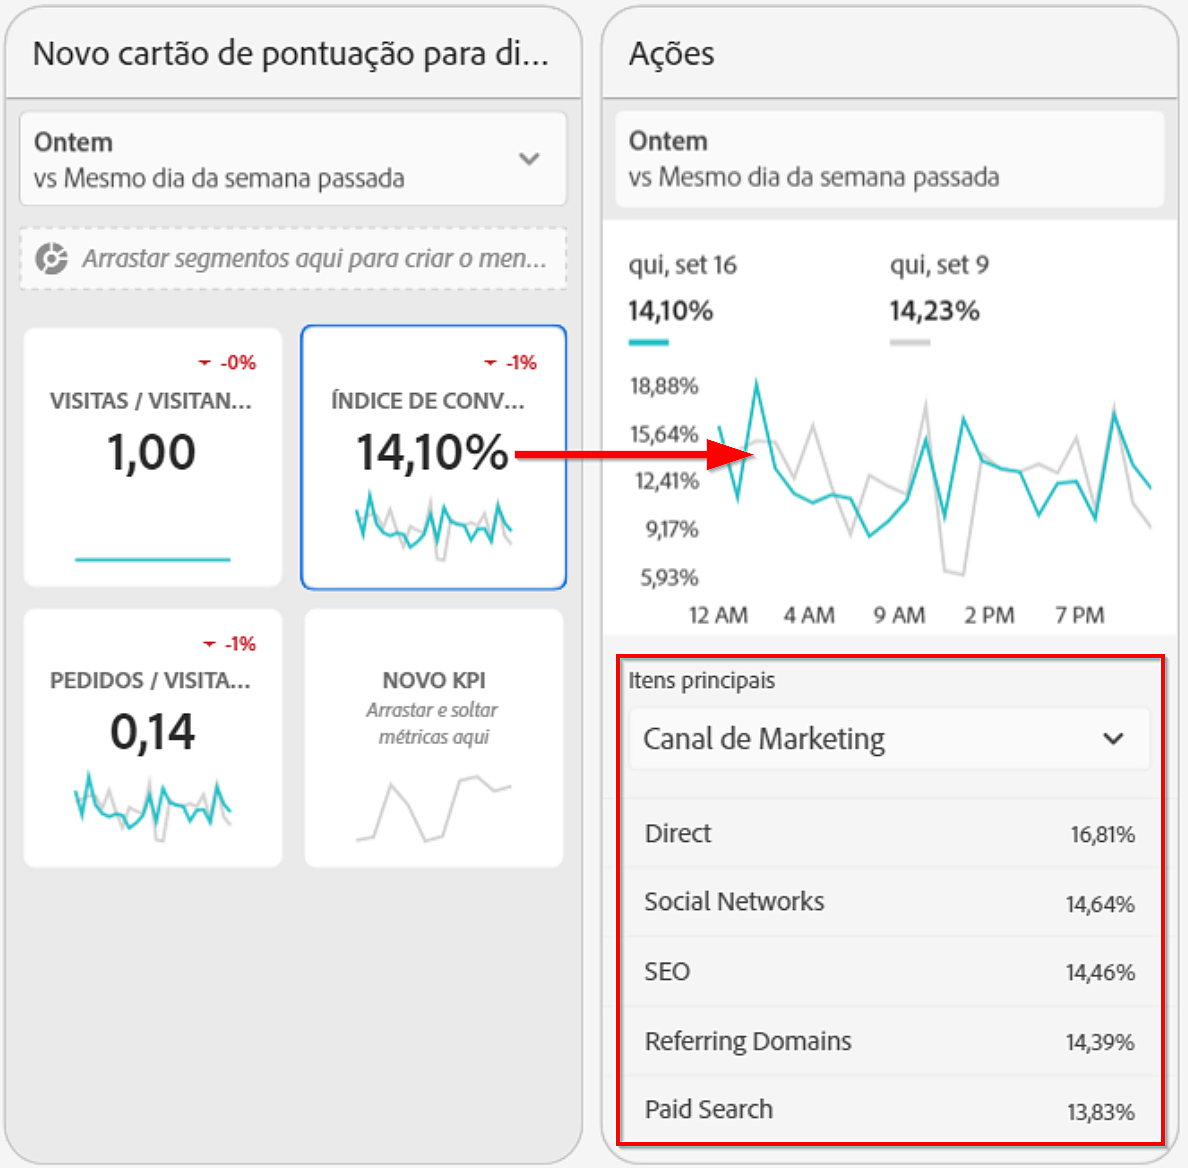 Novo cartão de pontuação para di...
Ontem
vs Mesmo dia da semana passada
Arrastar segmentos aqui para criar o men...
-0%
VISITAS / VISITAN...
1,00
-1%
ÍNDICE DE CONV...
14,10%
-1%
PEDIDOS / VISITA...
0,14
NOVO KPI
Arrastar e soltar
métricas aqui
Ações
Ontem
vs Mesmo dia da semana passada
qui, set 16
14,10%
qui, set 9
14,23%
18,88%
15,64%
12,41%
9,17%
5,93%
12 AM 4 AM 9 AM 2 PM 7 PM
Itens principais
Canal de Marketing
Direct 16,81%
Social Networks 14,64%
SEO 14,46%
Referring Domains 14,39%
Paid Search 13,83%